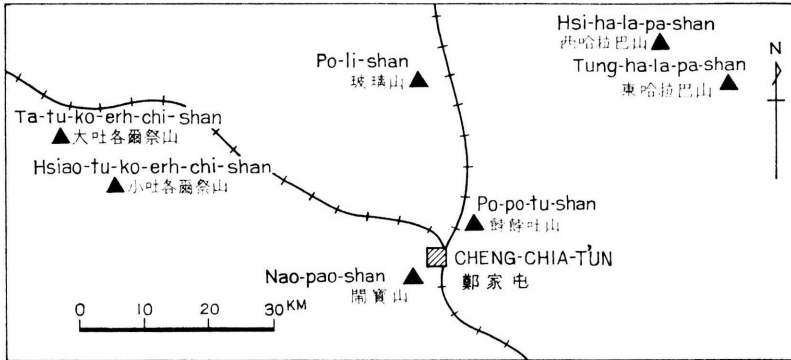 Hsi-ha-la-pa-shan
西哈拉巴山
Po-li-shan
玻璃山
Tung-ha-la-pa-shan
東哈拉巴山
N
Ta-tu-ko-erh-chi-shan
大吐各爾祭山
Hsiao-tu-ko-erh-chi-shan
小吐各爾祭山
Po-po-tu-shan
餑餑吐山
CHENG-CHIA-T'UN
鄭家屯
Nao-pao-shan
鬧寶山
0 10 20 30 KM